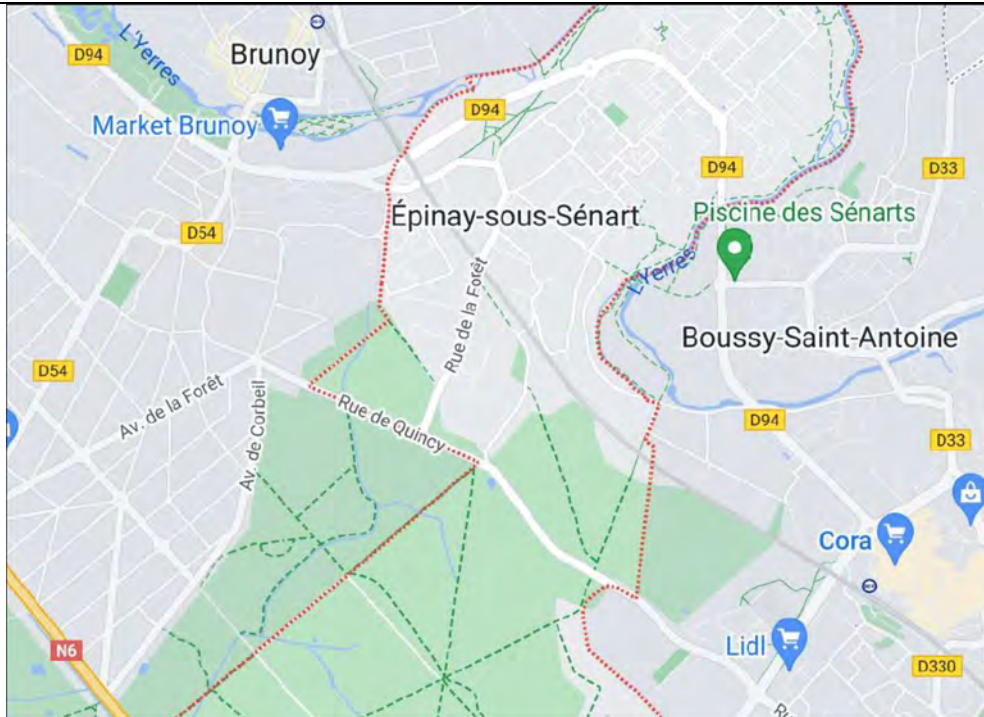 L'Yerres
Brunoy
D94
Market Brunoy
D94
D94
D33
D54
Épinay-sous-Sénart
Piscine des Sénarts
L'Yerres
Rue de la Forêt
Boussy-Saint-Antoine
D54
Av. de la Forêt
Av. de Corbeil
Rue de Quincy
D94
D33
Cora
N6
Lidl
D330